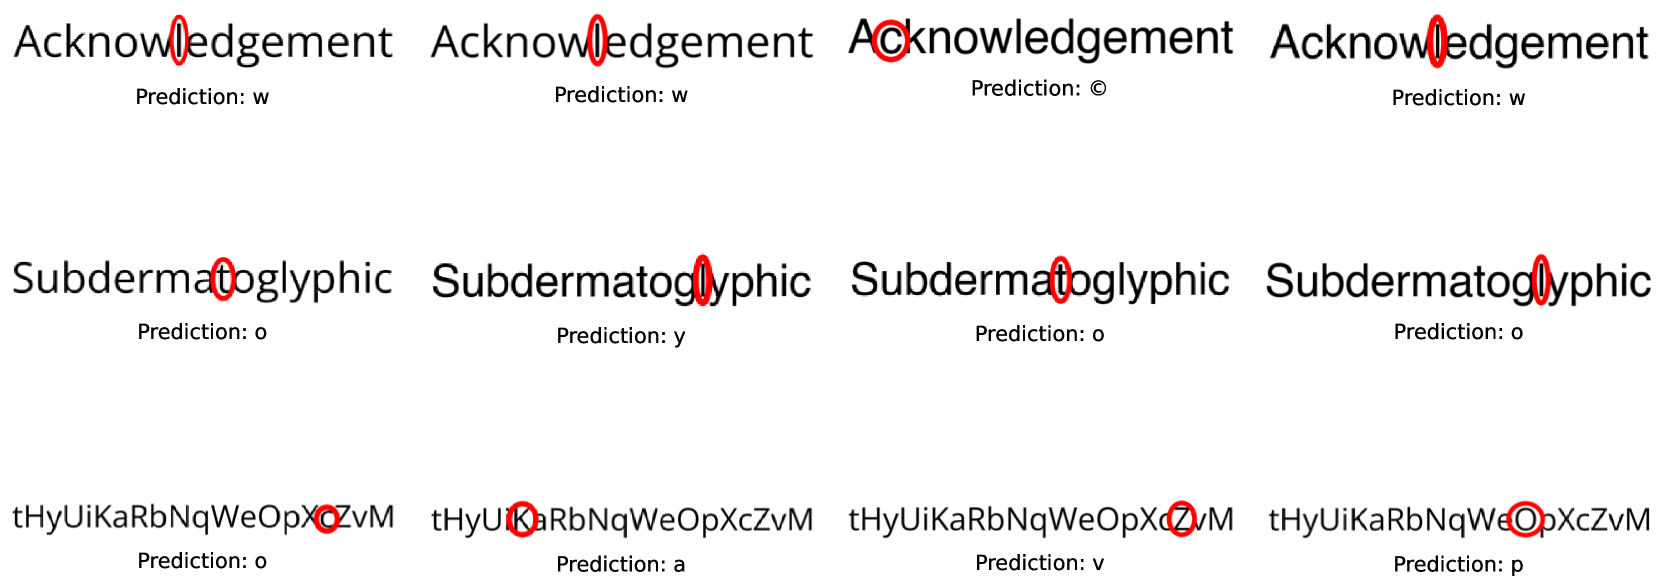 Acknowledgement Acknowledgement Acknowledgement Acknowledgement
Prediction: w Prediction: w Prediction: © Prediction: w
Subdermatoglyphic Subdermatoglyphic Subdermatoglyphic Subdermatoglyphic
Prediction: o Prediction: y Prediction: o Prediction: o
tHyUiKaRbNqWeOpXcZvM tHyUiKaRbNqWeOpXcZvM tHyUiKaRbNqWeOpXcZvM tHyUiKaRbNqWeOpXcZvM
Prediction: o Prediction: a Prediction: v Prediction: p